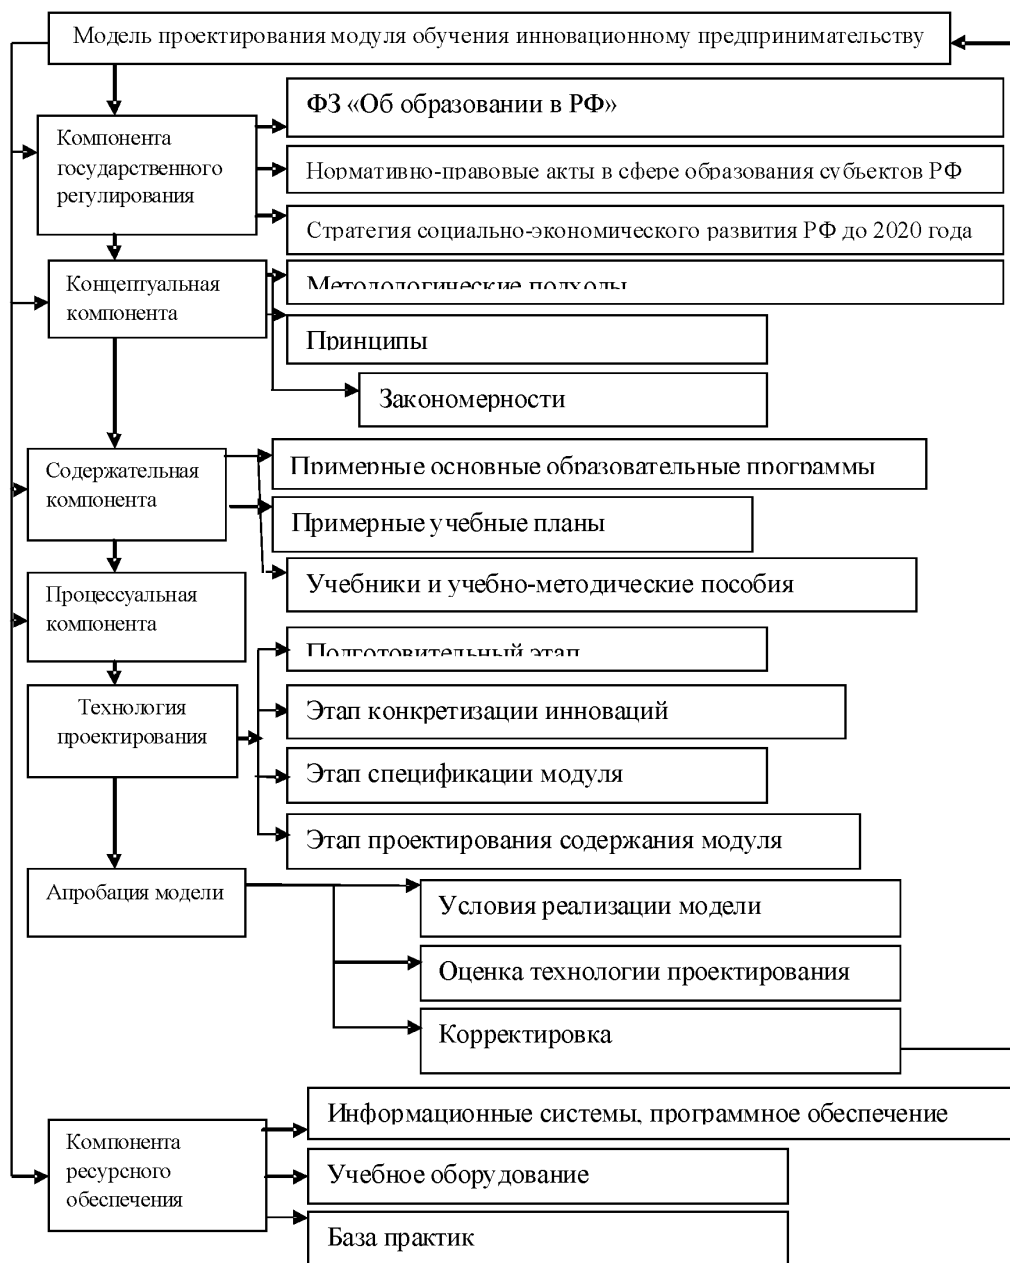 Модель проектирования модуля обучения инновационному предпринимательству
ФЗ «Об образовании в РФ»
Компонента
государственного
регулирования
Нормативно-правовые акты в сфере образования субъектов РФ
Стратегия социально-экономического развития РФ до 2020 года
Концептуальная
компонента
Методологические подходы
Принципы
Закономерности
Содержательная
компонента
Примерные основные образовательные программы
Примерные учебные планы
Учебники и учебно-методические пособия
Процессуальная
компонента
Подготовительный этап
Технология
проектирования
Этап конкретизации инноваций
Этап спецификации модуля
Этап проектирования содержания модуля
Апробация модели
Условия реализации модели
Оценка технологии проектирования
Корректировка
Информационные системы, программное обеспечение
Компонента
ресурсного
обеспечения
Учебное оборудование
База практик